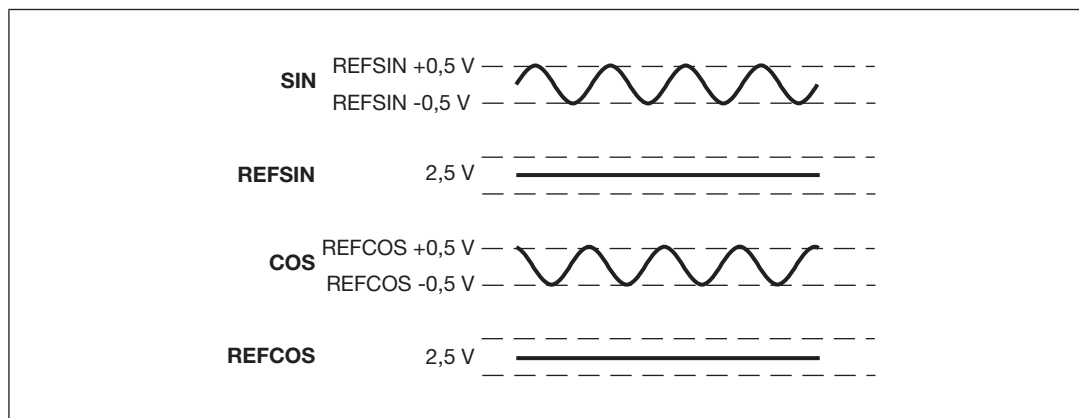 SIN
REFSIN +0,5 V
REFSIN -0,5 V
REFSIN 2,5 V
COS
REFCOS +0,5 V
REFCOS -0,5 V
REFCOS 2,5 V